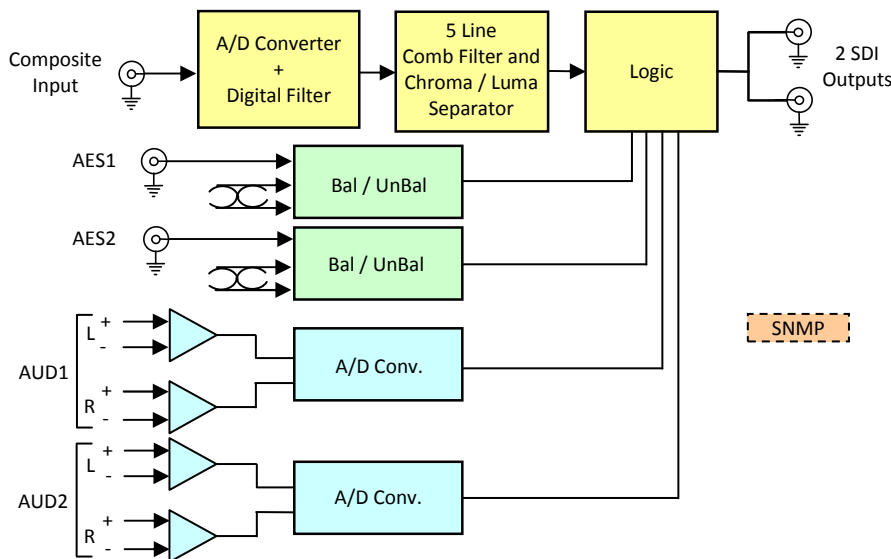 Composite
Input
A/D Converter
+
Digital Filter
5 Line
Comb Filter and
Chroma / Luma
Separator
Logic
2 SDI
Outputs
AES1
Bal / UnBal
AES2
Bal / UnBal
AUD1
L
+
-
R
+
-
A/D Conv.
SNMP
AUD2
L
+
-
R
+
-
A/D Conv.